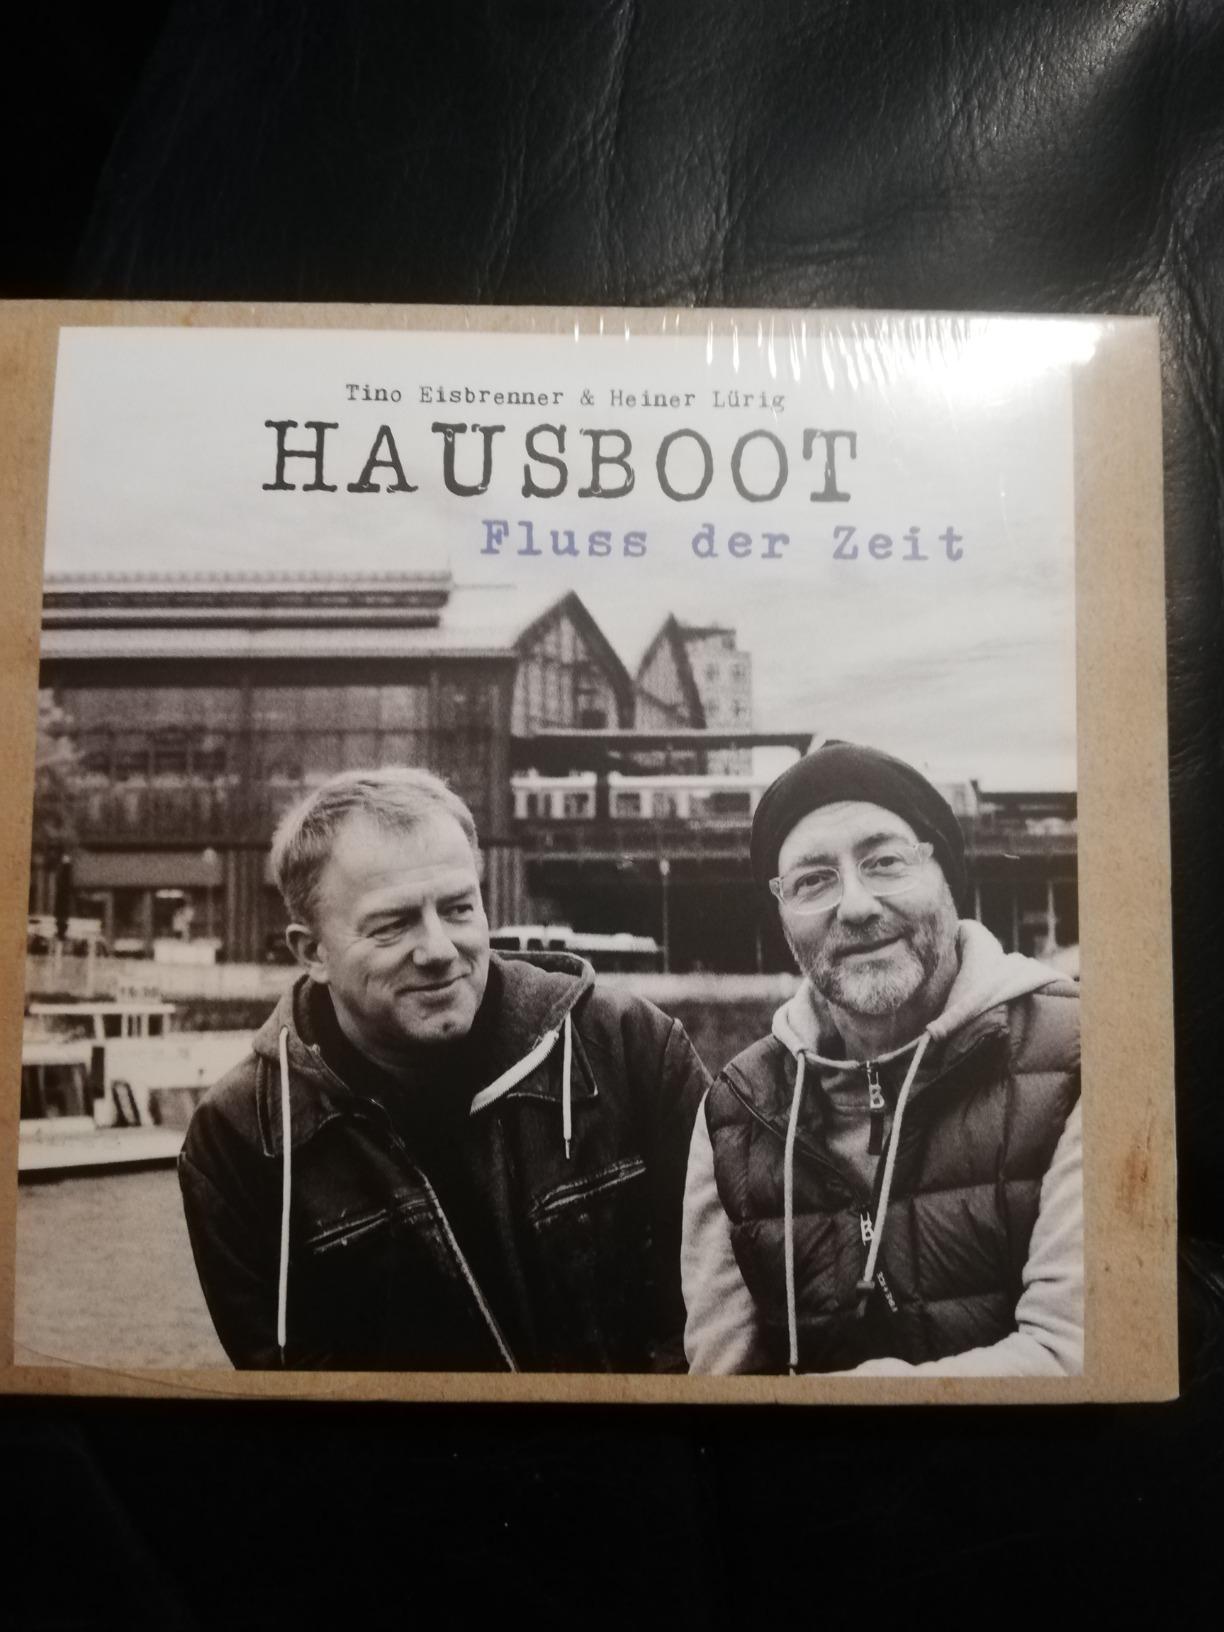 Tino Eisbrenner & Heiner Lürig
HAUSBOOT
Fluss der Zeit